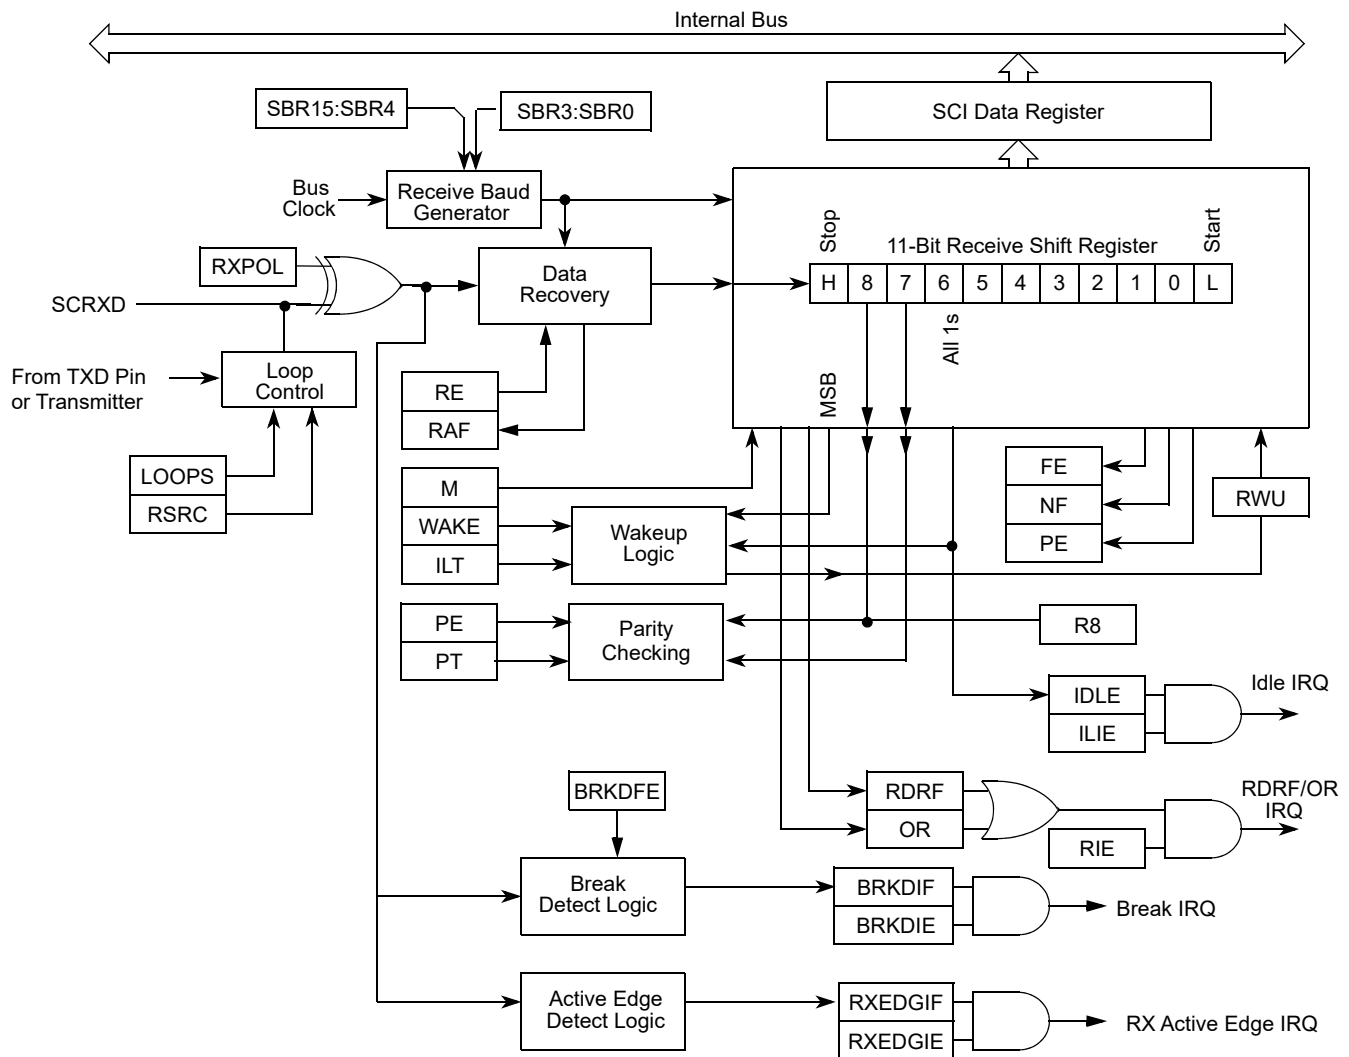 Internal Bus
SBR15:SBR4
SBR3:SBR0
SCI Data Register
Bus
Clock
Receive Baud
Generator
Stop
11-Bit Receive Shift Register
Start
RXPOL
Data
Recovery
H 8 7 6 5 4 3 2 1 0 L
SCRXD
All 1s
From TXD Pin
or Transmitter
Loop
Control
RE
RAF
MSB
LOOPS
RSRC
M
WAKE
ILT
Wakeup
Logic
FE
NF
PE
RWU
PE
PT
Parity
Checking
R8
IDLE
ILIE
Idle IRQ
BRKDFE
RDRF
OR
RIE
RDRF/OR
IRQ
Break
Detect Logic
BRKDIF
BRKDIE
Break IRQ
Active Edge
Detect Logic
RXEDGIF
RXEDGIE
RX Active Edge IRQ